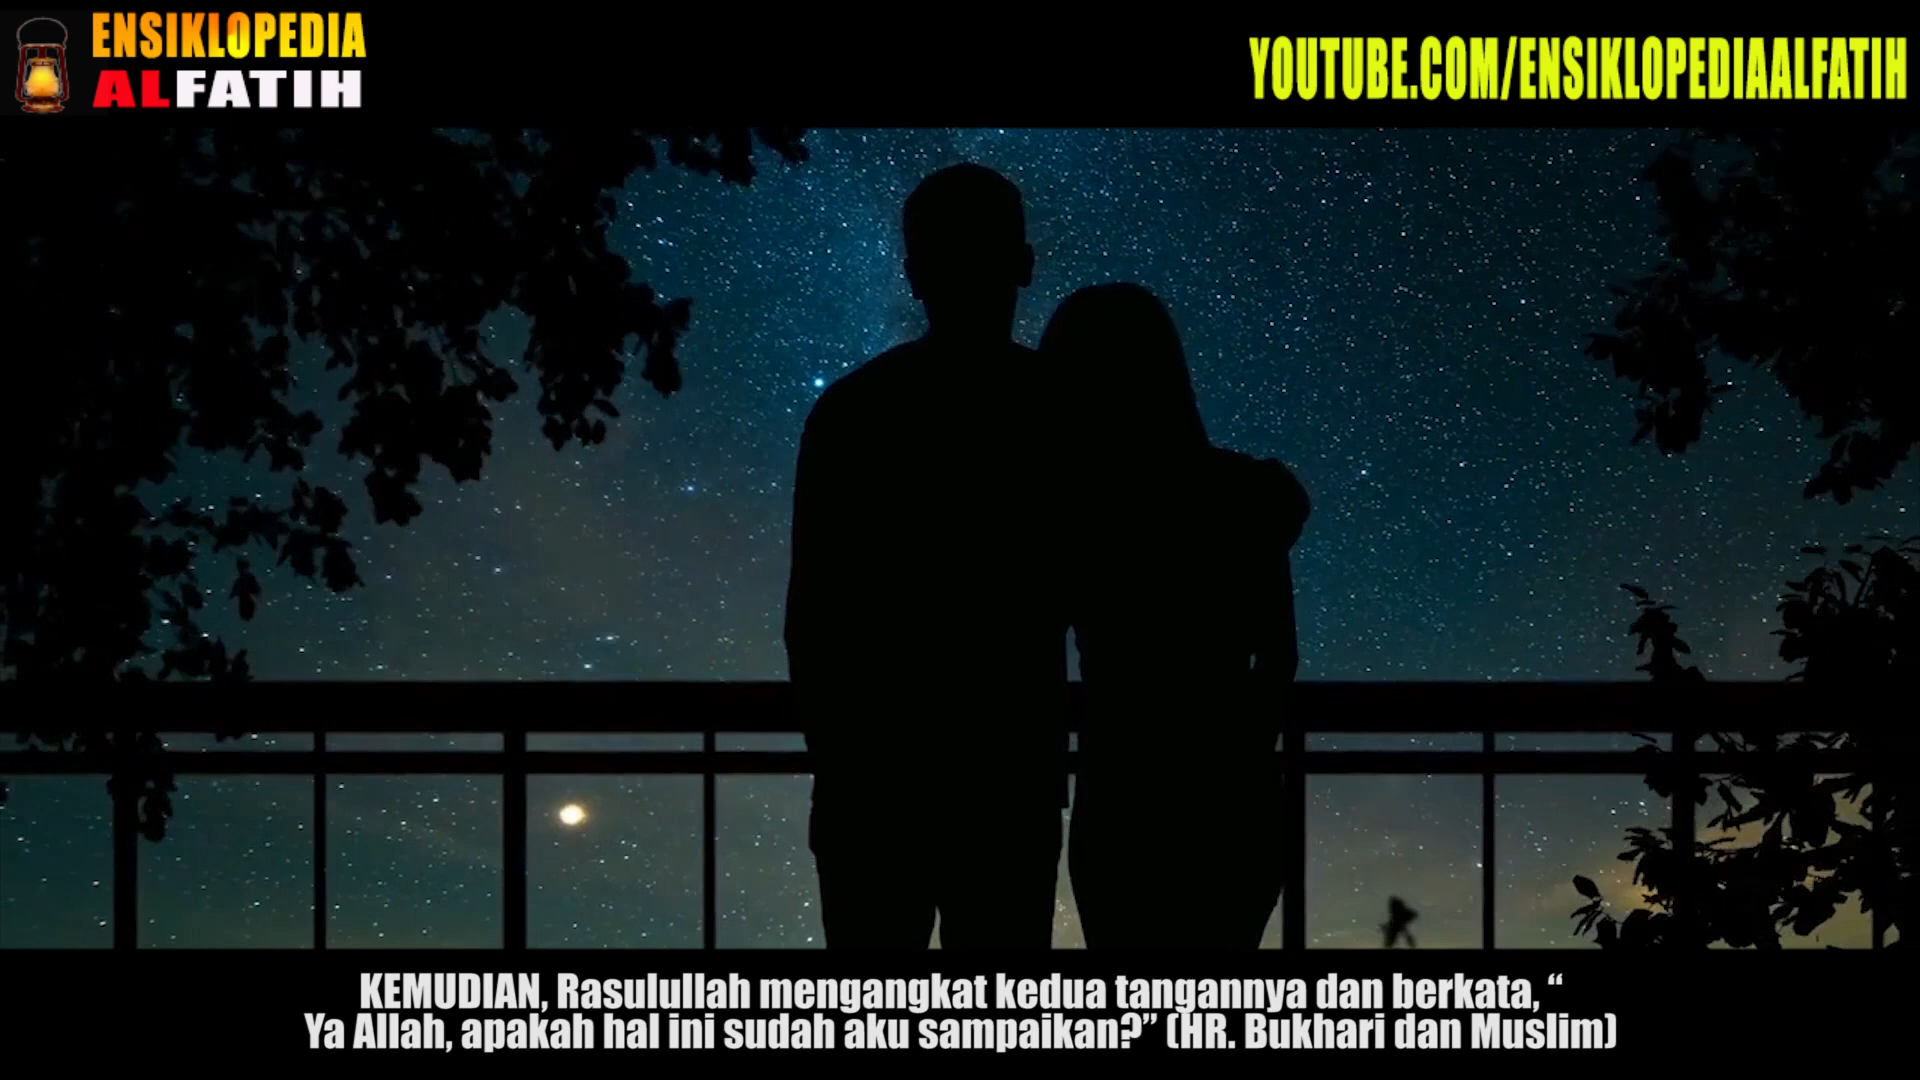 ENSIKLOPEDIA
ALFATIH
YOUTUBE.COM/ENSIKLOPEDIAALFATIH
KEMUDIAN, Rasulullah mengangkat kedua tangannya dan berkata, “
Ya Allah, apakah hal ini sudah aku sampaikan?” (HR. Bukhari dan Muslim)